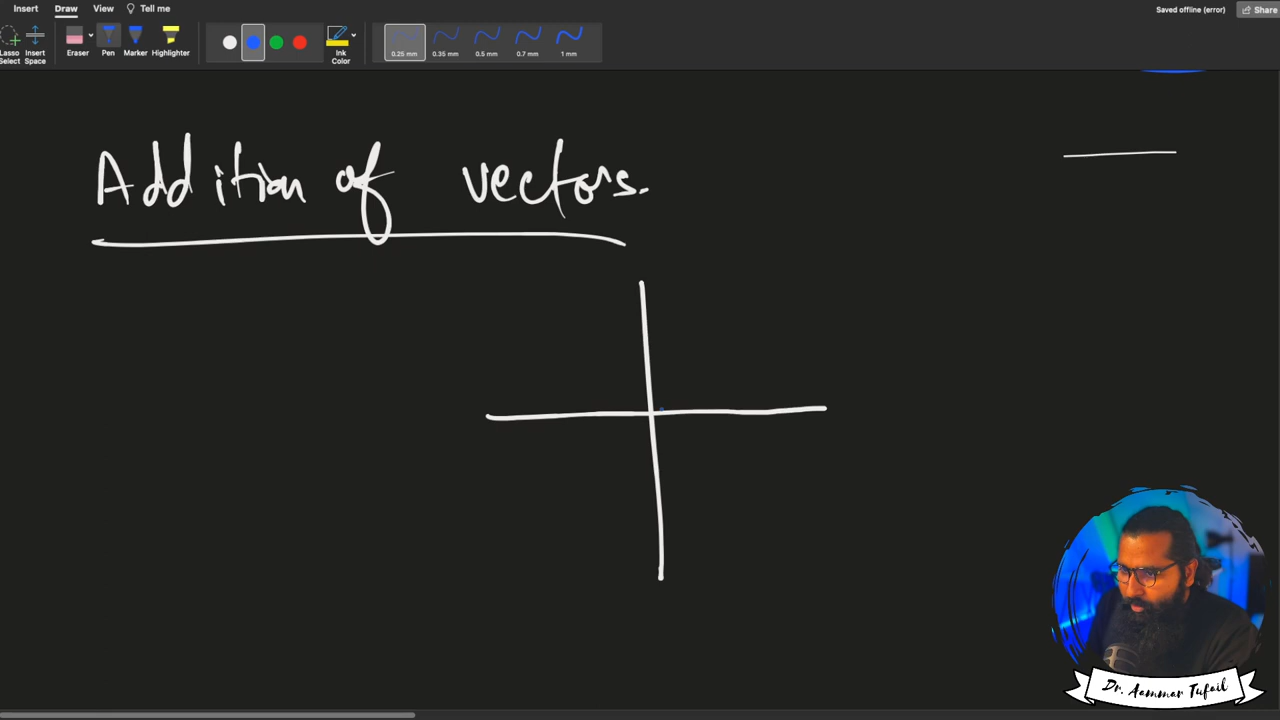 Insert Draw View Tell me
Saved offline (error) Share
Lasso Select
Insert Space
Eraser
Pen
Marker
Highlighter
Ink Color
0.25 mm 0.35 mm 0.5 mm 0.7 mm 1 mm
Addition of vectors.
Dr. Aammar Tufail